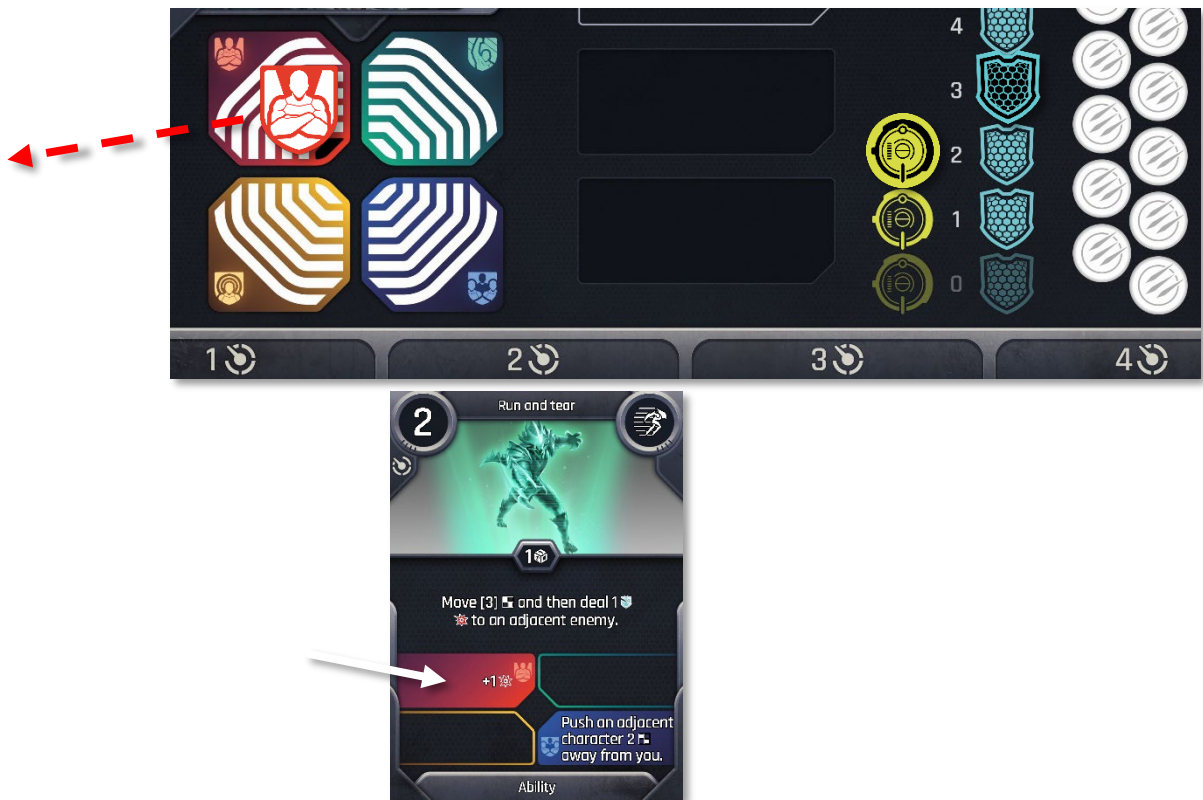 4
3
2
1
0
1
2
3
4
Run and tear
2
1
Move [3] and then deal 1
to an adjacent enemy.
+1
Push an adjacent
character 2
away from you.
Ability